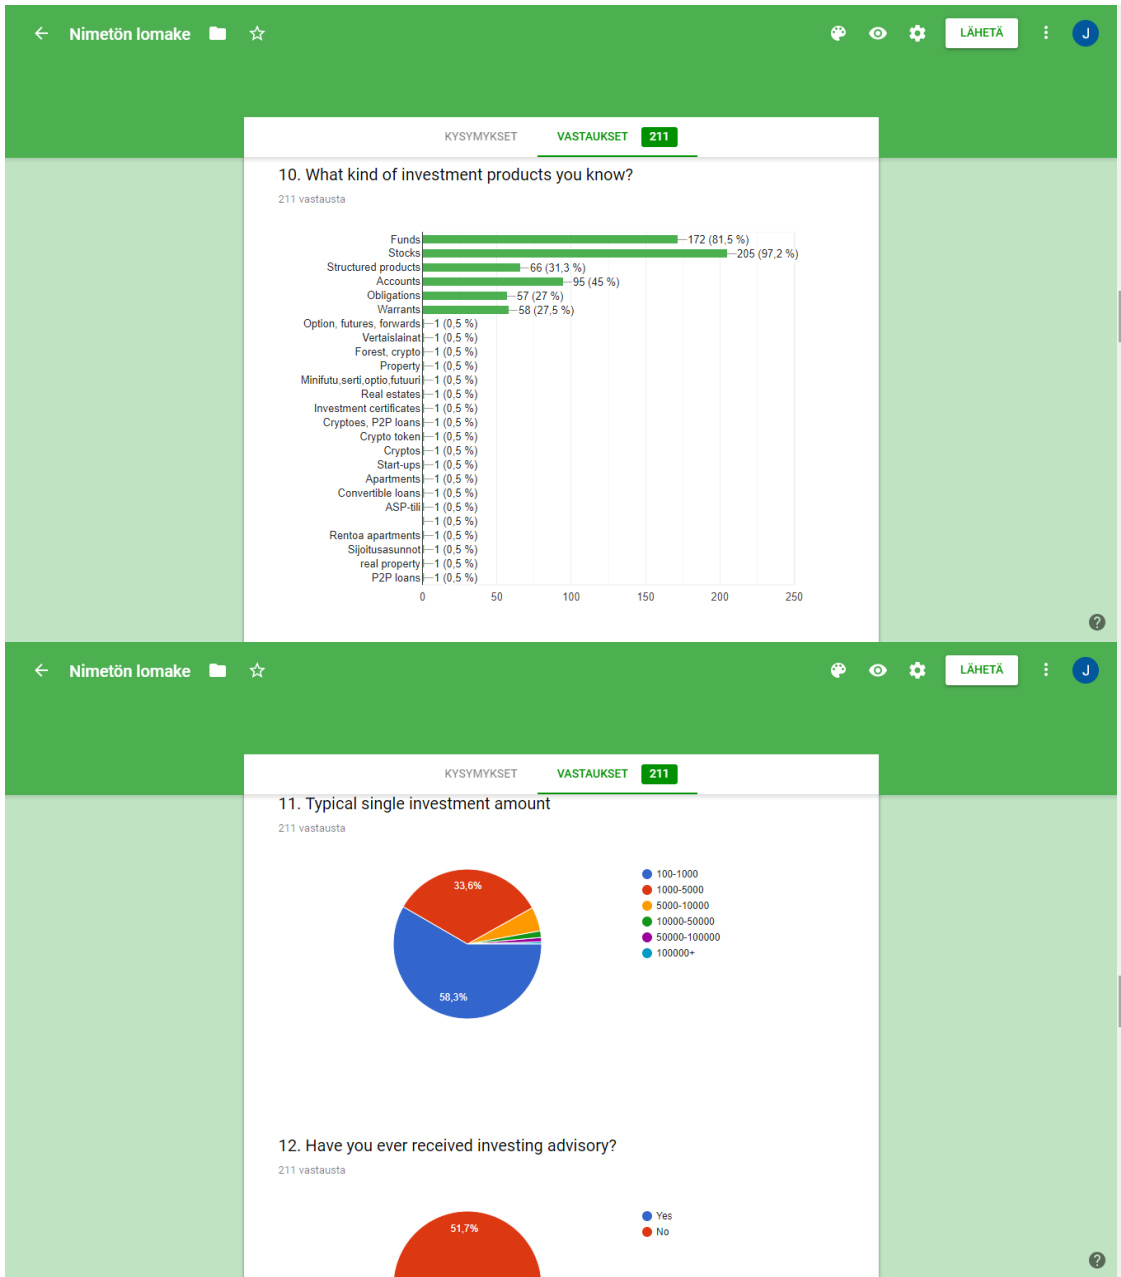 Nimetön lomake
LÄHETÄ
J
KYSYMYKSET VASTAUKSET 211
10. What kind of investment products you know?
211 vastausta
Funds 172 (81,5 %)
Stocks 205 (97,2 %)
Structured products 66 (31,3 %)
Accounts 95 (45 %)
Obligations 57 (27 %)
Warrants 58 (27,5 %)
Option, futures, forwards 1 (0,5 %)
Vertaislainat 1 (0,5 %)
Forest, crypto 1 (0,5 %)
Property 1 (0,5 %)
Minifutu,serti,optio,futuuri 1 (0,5 %)
Real estates 1 (0,5 %)
Investment certificates 1 (0,5 %)
Cryptoes, P2P loans 1 (0,5 %)
Crypto token 1 (0,5 %)
Cryptos 1 (0,5 %)
Start-ups 1 (0,5 %)
Apartments 1 (0,5 %)
Convertible loans 1 (0,5 %)
ASP-tili 1 (0,5 %)
1 (0,5 %)
Rentoa apartments 1 (0,5 %)
Sijoitusasunnot 1 (0,5 %)
real property 1 (0,5 %)
P2P loans 1 (0,5 %)
0 50 100 150 200 250
Nimetön lomake
LÄHETÄ
J
KYSYMYKSET VASTAUKSET 211
11. Typical single investment amount
211 vastausta
33,6%
58,3%
100-1000
1000-5000
5000-10000
10000-50000
50000-100000
100000+
12. Have you ever received investing advisory?
211 vastausta
51,7%
Yes
No